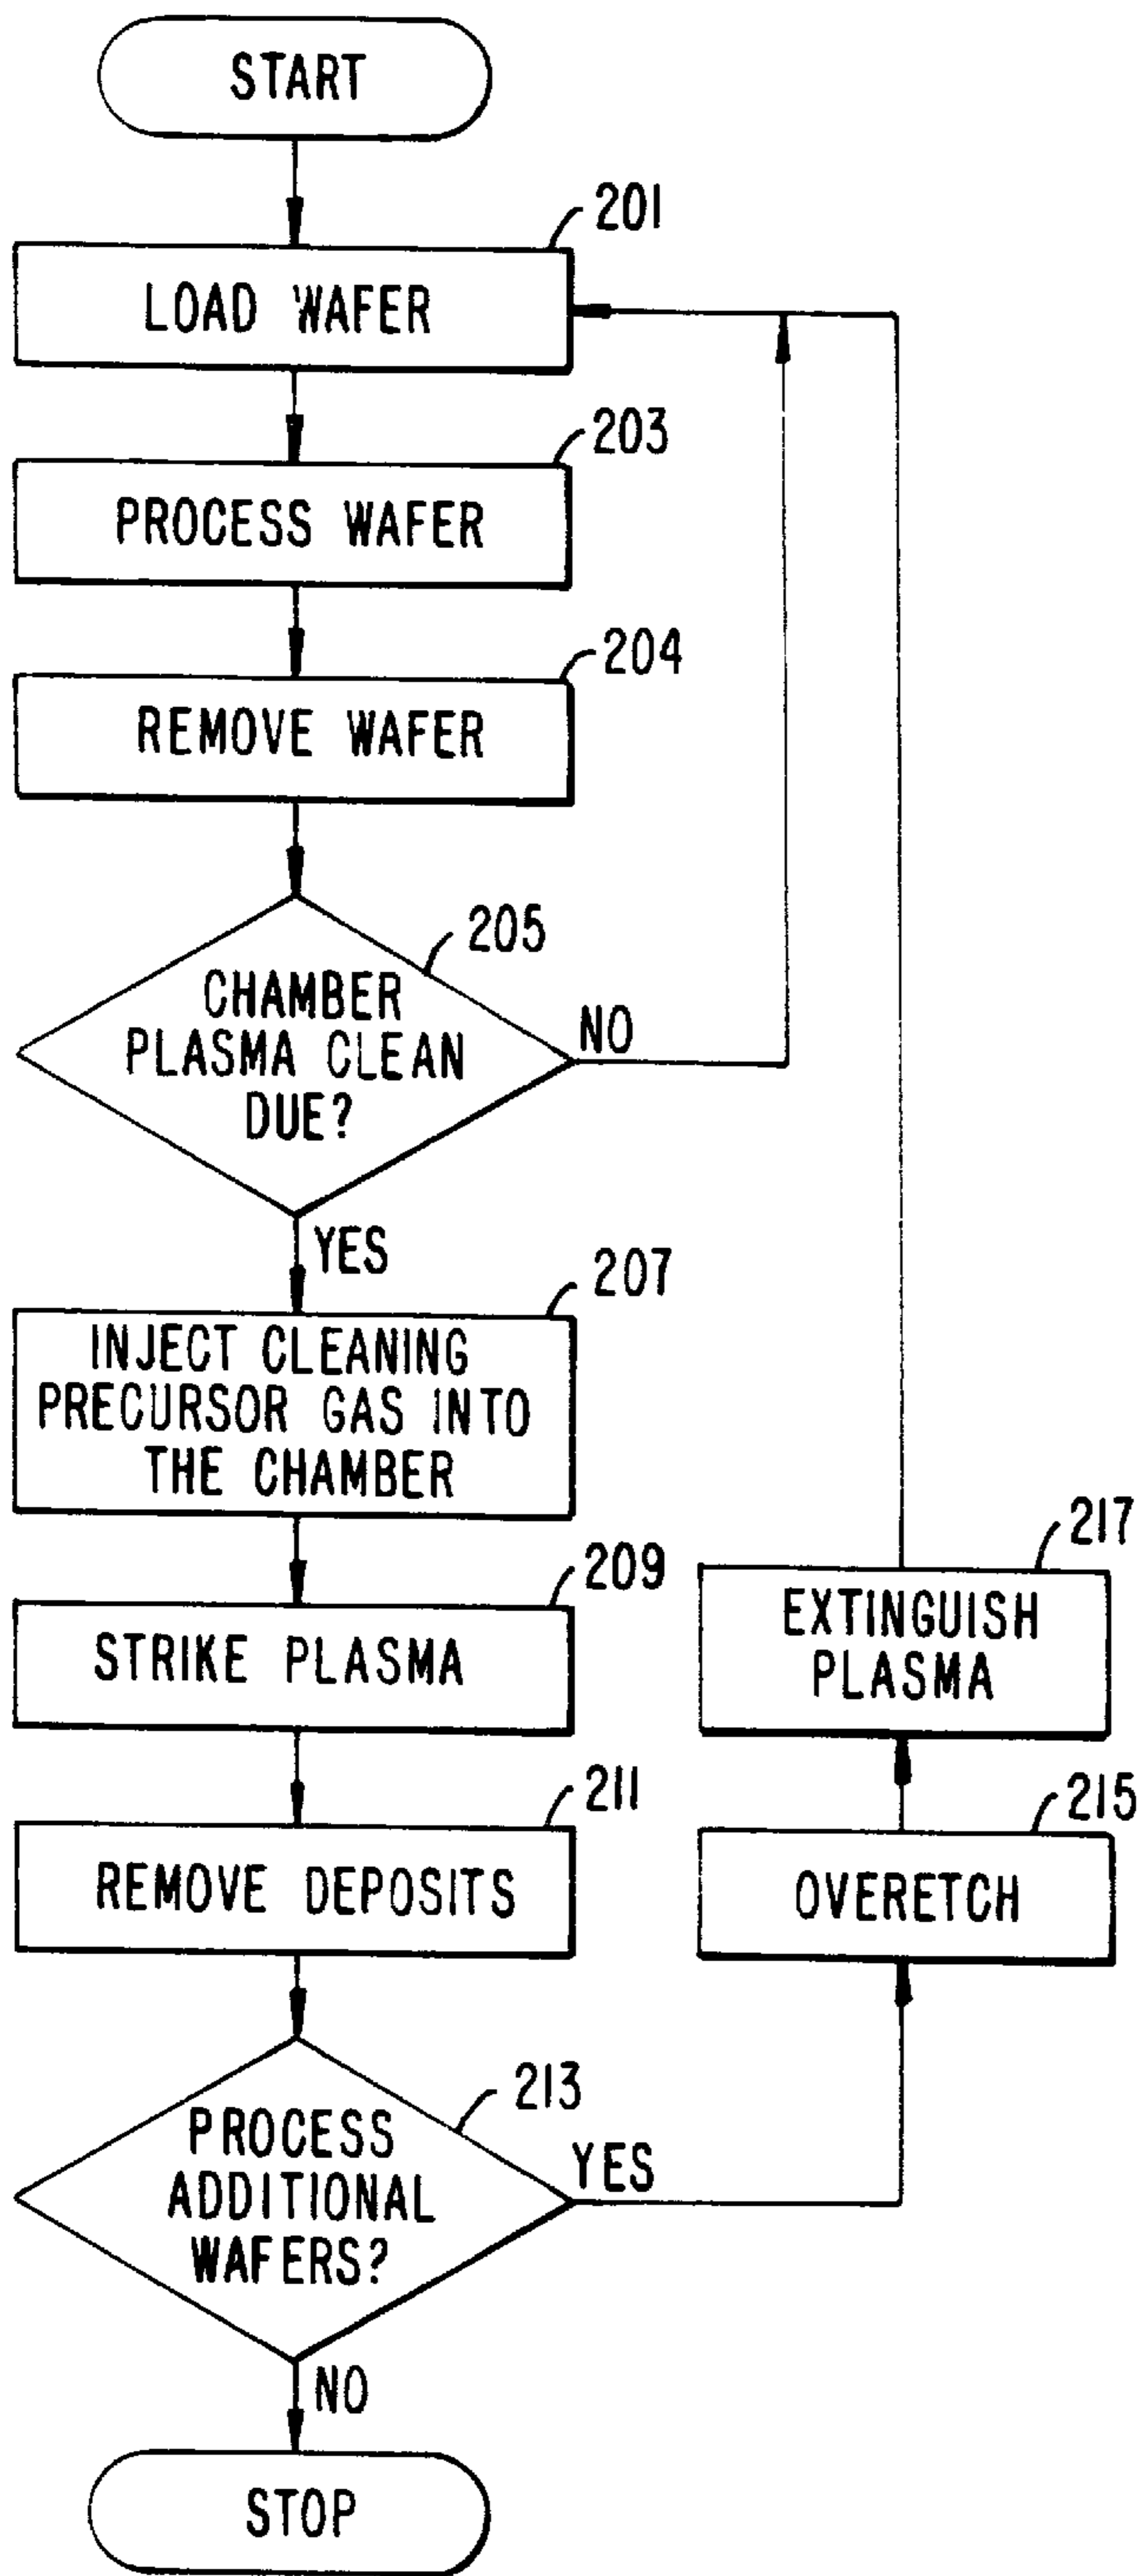 START
201
LOAD WAFER
203
PROCESS WAFER
204
REMOVE WAFER
205
CHAMBER
PLASMA CLEAN
DUE?
NO
YES
207
INJECT CLEANING
PRECURSOR GAS INTO
THE CHAMBER
209
STRIKE PLASMA
211
REMOVE DEPOSITS
213
PROCESS
ADDITIONAL
WAFERS?
YES
215
OVERETCH
217
EXTINGUISH
PLASMA
NO
STOP